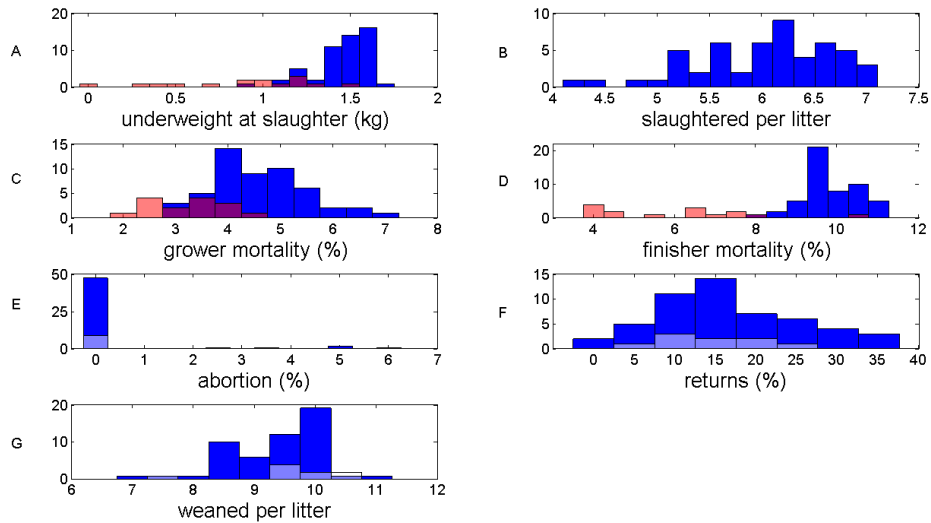 A
20
10
0
0 0.5 1 1.5 2
underweight at slaughter (kg)
B
10
5
0
4 4.5 5 5.5 6 6.5 7 7.5
slaughtered per litter
C
15
10
5
0
1 2 3 4 5 6 7 8
grower mortality (%)
D
20
10
0
4 6 8 10 12
finisher mortality (%)
E
50
25
0
0 1 2 3 4 5 6 7
abortion (%)
F
15
10
5
0
0 5 10 15 20 25 30 35 40
returns (%)
G
20
10
0
6 7 8 9 10 11 12
weaned per litter